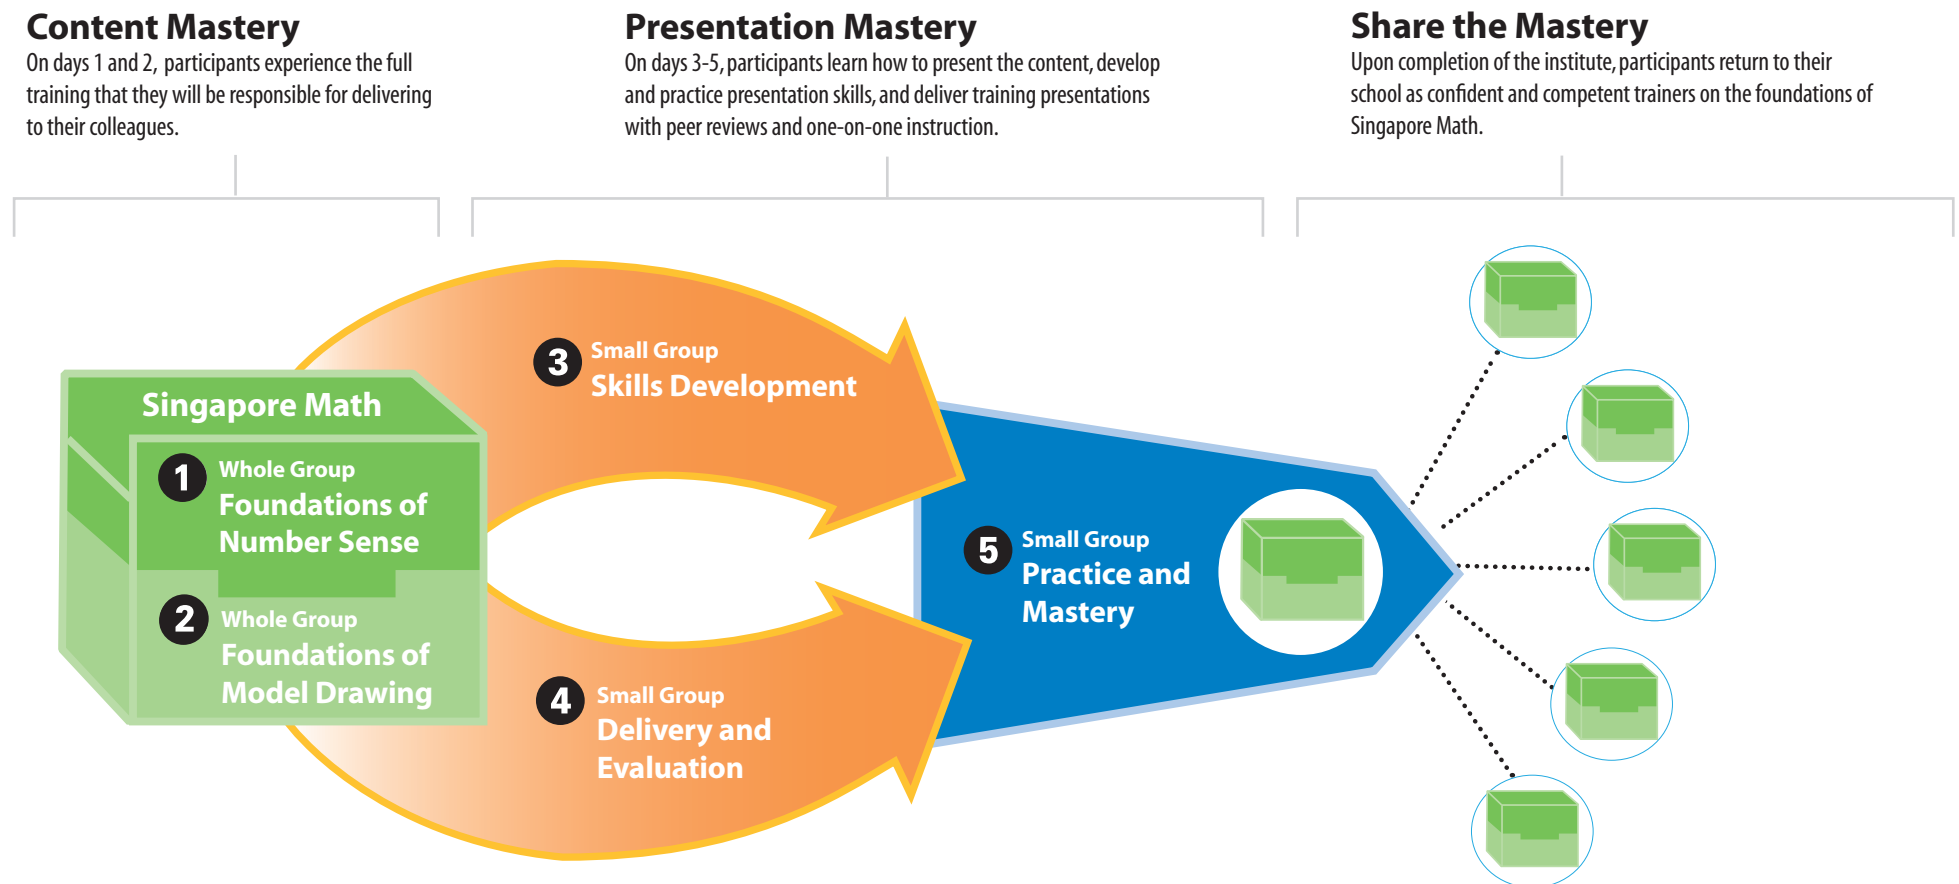 Content Mastery
On days 1 and 2, participants experience the full
training that they will be responsible for delivering
to their colleagues.
Presentation Mastery
On days 3-5, participants learn how to present the content, develop
and practice presentation skills, and deliver training presentations
with peer reviews and one-on-one instruction.
Share the Mastery
Upon completion of the institute, participants return to their
school as confident and competent trainers on the foundations of
Singapore Math.
Singapore Math
1 Whole Group
Foundations of
Number Sense
2 Whole Group
Foundations of
Model Drawing
3 Small Group
Skills Development
4 Small Group
Delivery and
Evaluation
5 Small Group
Practice and
Mastery